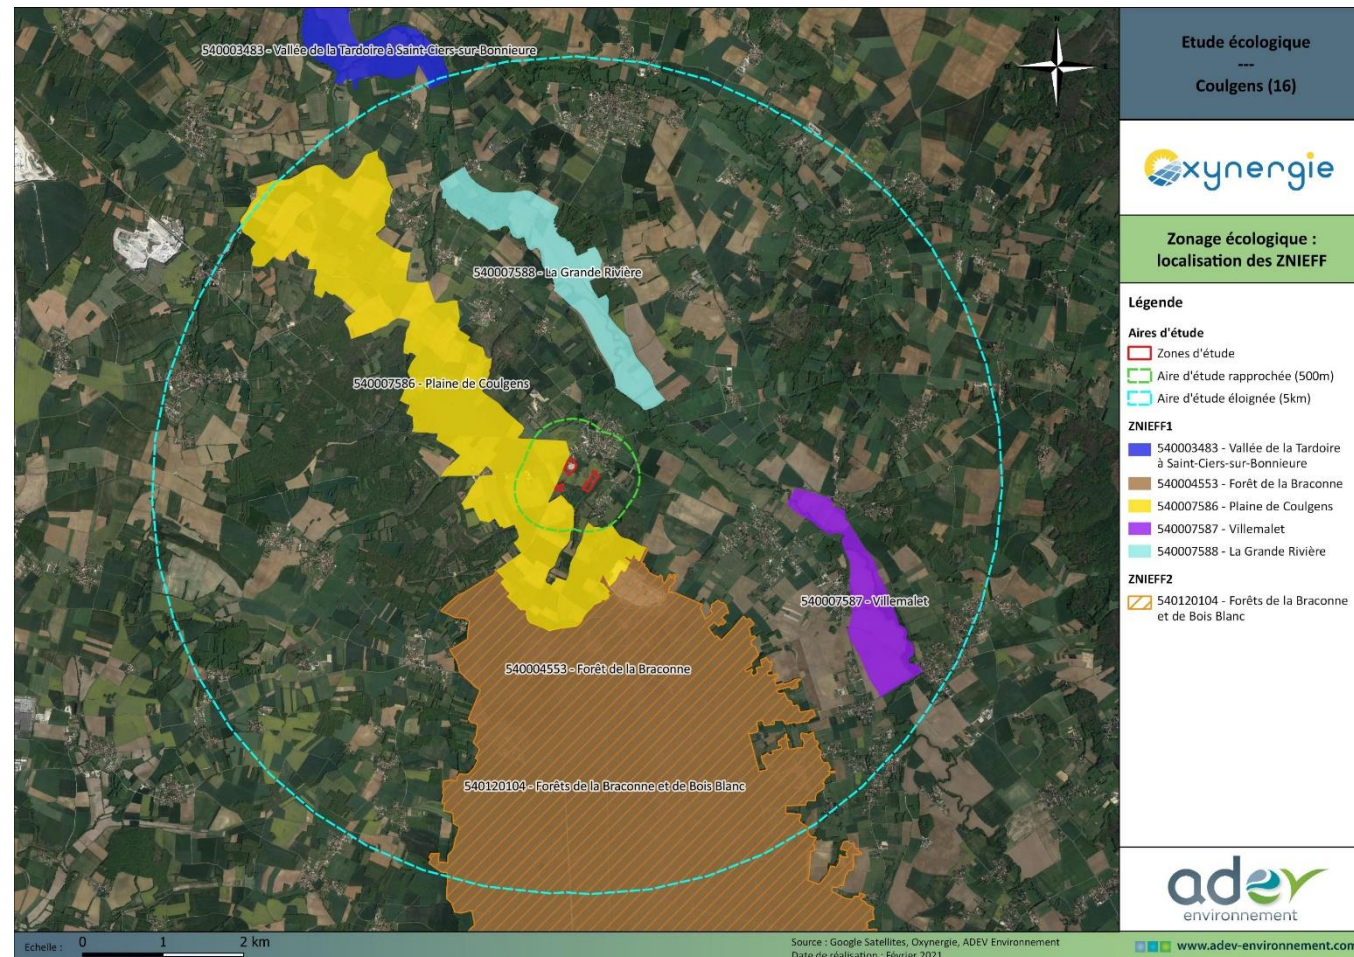 540003483 - Vallée de la Tardoire à Saint-Ciers-sur-Bonnieure
540007588 - La Grande Rivière
540007586 - Plaine de Coulgens
540007587 - Villemalet
540004553 - Forêt de la Braconne
540120104 - Forêts de la Braconne et de Bois Blanc
N
Etude écologique
---
Coulgens (16)
Oxynergie
Zonage écologique :
localisation des ZNIEFF
Légende
Aires d'étude
Zones d'étude
Aire d'étude rapprochée (500m)
Aire d'étude éloignée (5km)
ZNIEFF1
540003483 - Vallée de la Tardoire
à Saint-Ciers-sur-Bonnieure
540004553 - Forêt de la Braconne
540007586 - Plaine de Coulgens
540007587 - Villemalet
540007588 - La Grande Rivière
ZNIEFF2
540120104 - Forêts de la Braconne
et de Bois Blanc
adev
environnement
Echelle :
0 1 2 km
Source : Google Satellites, Oxynergie, ADEV Environnement
Date de réalisation : Février 2021
www.adev-environnement.com